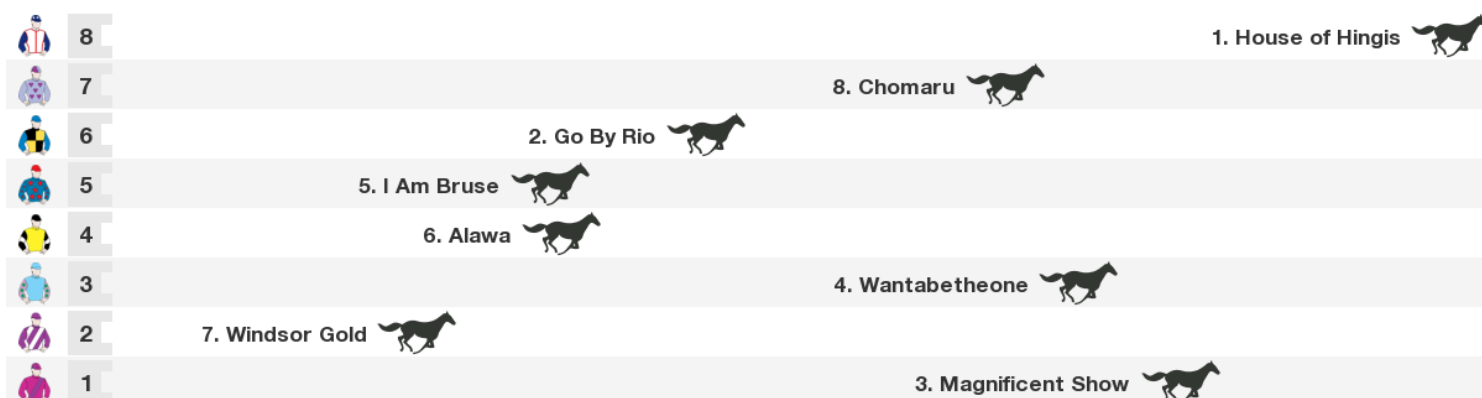 8 1. House of Hingis
7 8. Chomaru
6 2. Go By Rio
5 5. I Am Bruse
4 6. Alawa
3 4. Wantabetheone
2 7. Windsor Gold
1 3. Magnificent Show